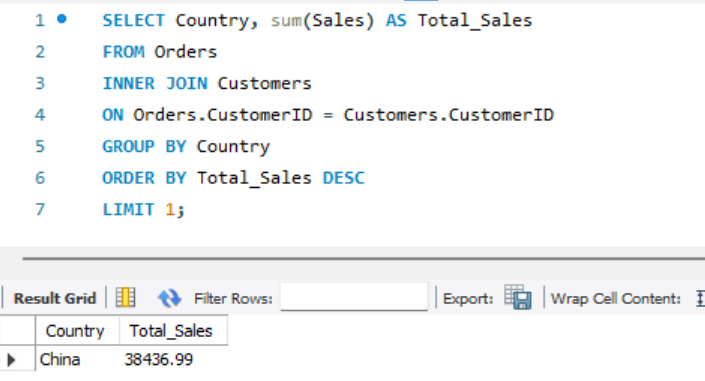 1 SELECT Country, sum(Sales) AS Total_Sales
2 FROM Orders
3 INNER JOIN Customers
4 ON Orders.CustomerID = Customers.CustomerID
5 GROUP BY Country
6 ORDER BY Total_Sales DESC
7 LIMIT 1;
Result Grid Filter Rows: Export: Wrap Cell Content:
Country Total_Sales
China 38436.99